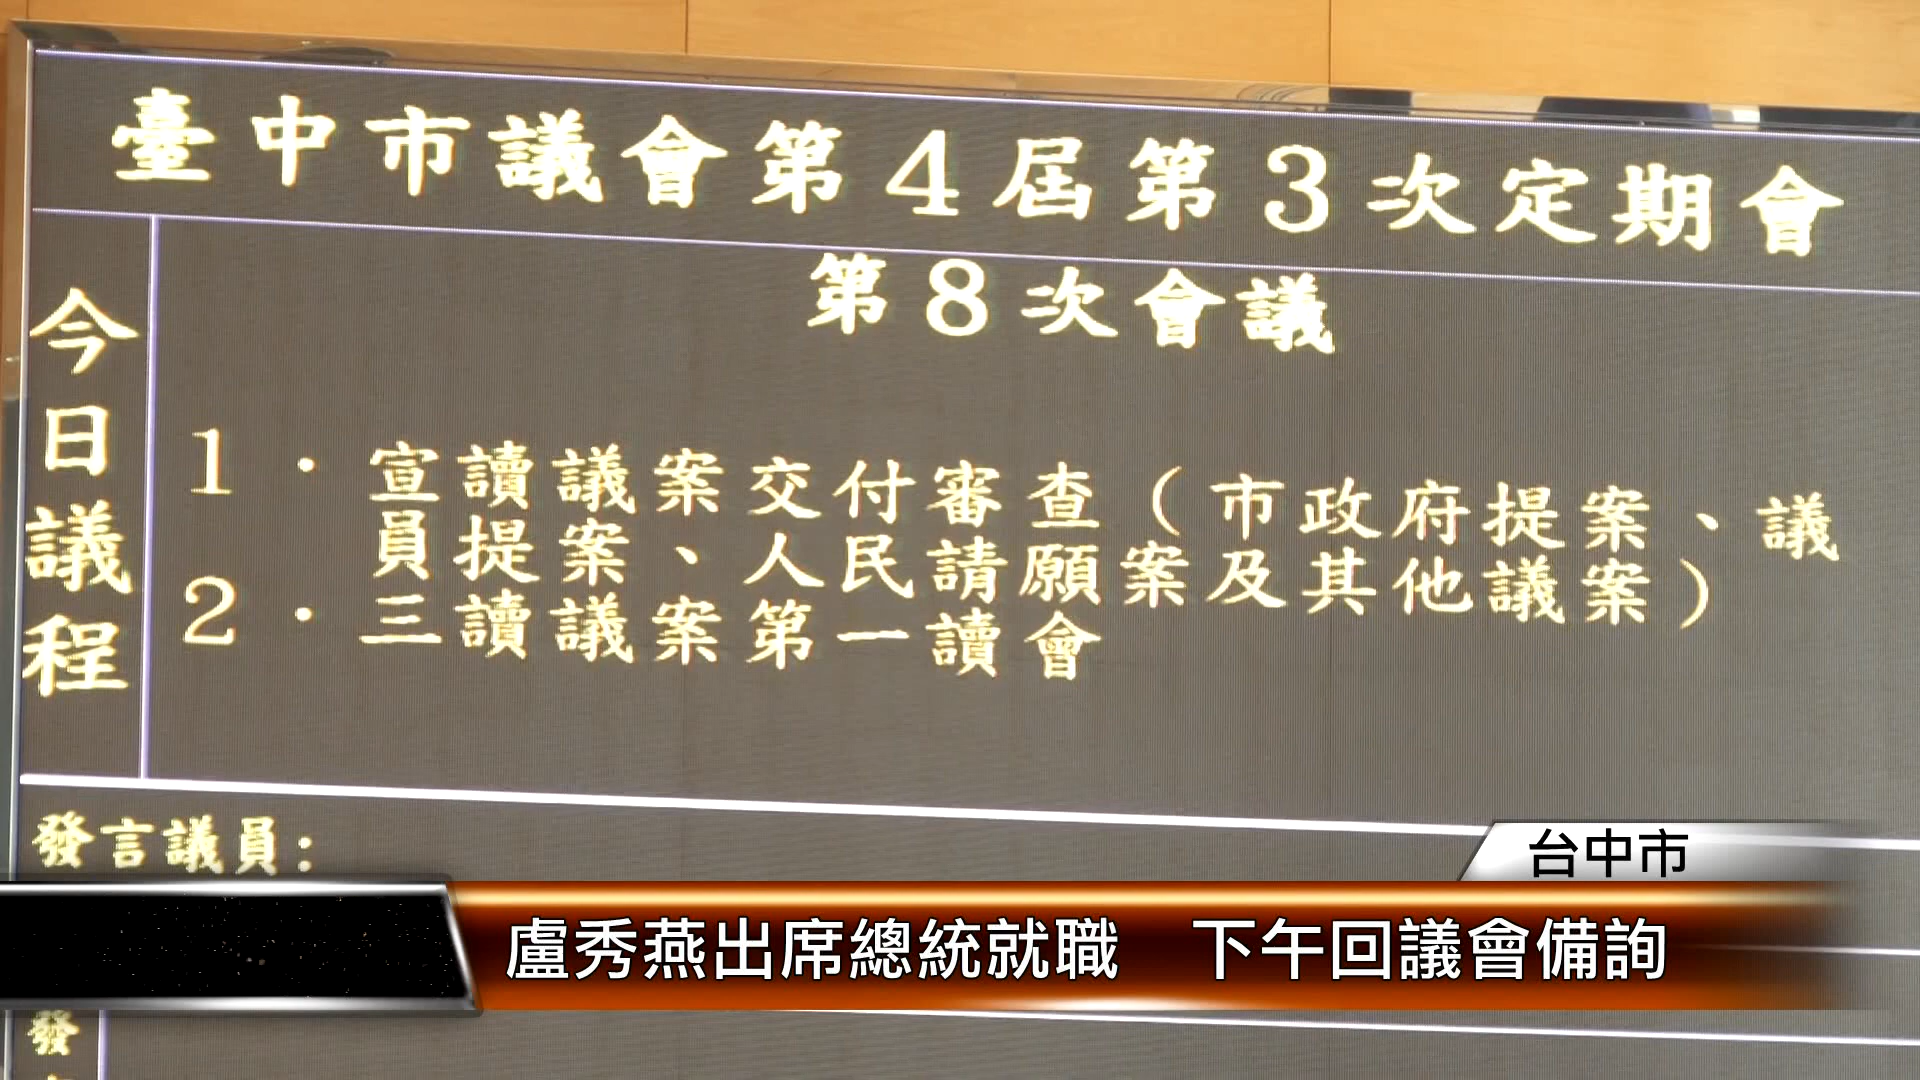 臺中市議會第4屆第3次定期會
第8次會議
今日議程
1．宣讀議案交付審查（市政府提案、議
員提案、人民請願案及其他議案）
2．三讀議案第一讀會
發言議員：
台中市
盧秀燕出席總統就職　下午回議會備詢
發